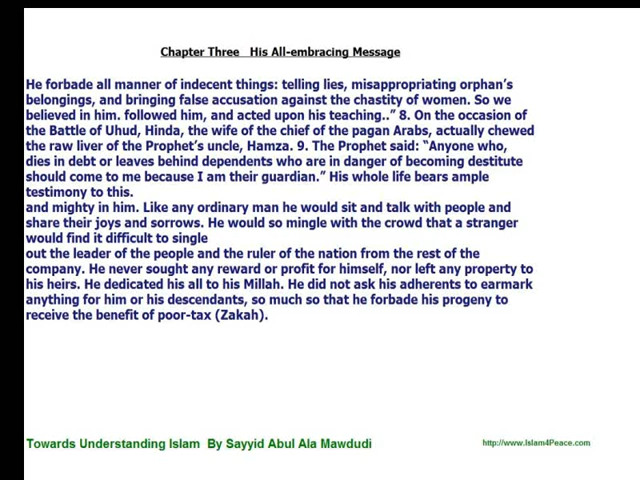 Chapter Three   His All-embracing Message
He forbade all manner of indecent things: telling lies, misappropriating orphan's
belongings, and bringing false accusation against the chastity of women. So we
believed in him. followed him, and acted upon his teaching.." 8. On the occasion of
the Battle of Uhud, Hinda, the wife of the chief of the pagan Arabs, actually chewed
the raw liver of the Prophet's uncle, Hamza. 9. The Prophet said: "Anyone who,
dies in debt or leaves behind dependents who are in danger of becoming destitute
should come to me because I am their guardian." His whole life bears ample
testimony to this.
and mighty in him. Like any ordinary man he would sit and talk with people and
share their joys and sorrows. He would so mingle with the crowd that a stranger
would find it difficult to single
out the leader of the people and the ruler of the nation from the rest of the
company. He never sought any reward or profit for himself, nor left any property to
his heirs. He dedicated his all to his Millah. He did not ask his adherents to earmark
anything for him or his descendants, so much so that he forbade his progeny to
receive the benefit of poor-tax (Zakah).
Towards Understanding Islam  By Sayyid Abul Ala Mawdudi
http://www.Islam4Peace.com